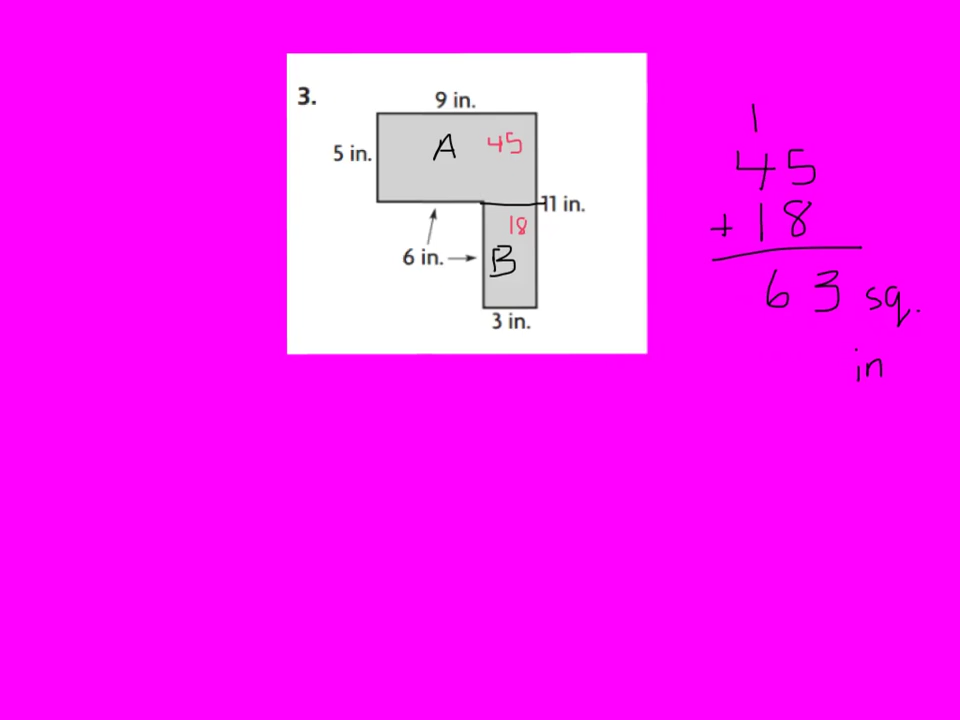 3.
9 in.
5 in.
A
45
11 in.
18
6 in.
B
3 in.
1
45
+ 18
63 sq.
in